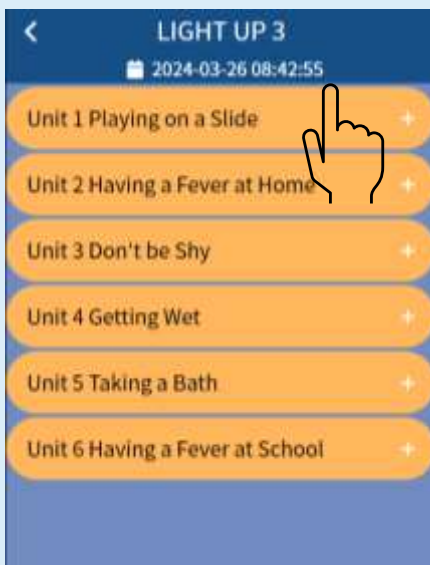 LIGHT UP 3
2024-03-26 08:42:55
Unit 1 Playing on a Slide
Unit 2 Having a Fever at Home
Unit 3 Don't be Shy
Unit 4 Getting Wet
Unit 5 Taking a Bath
Unit 6 Having a Fever at School